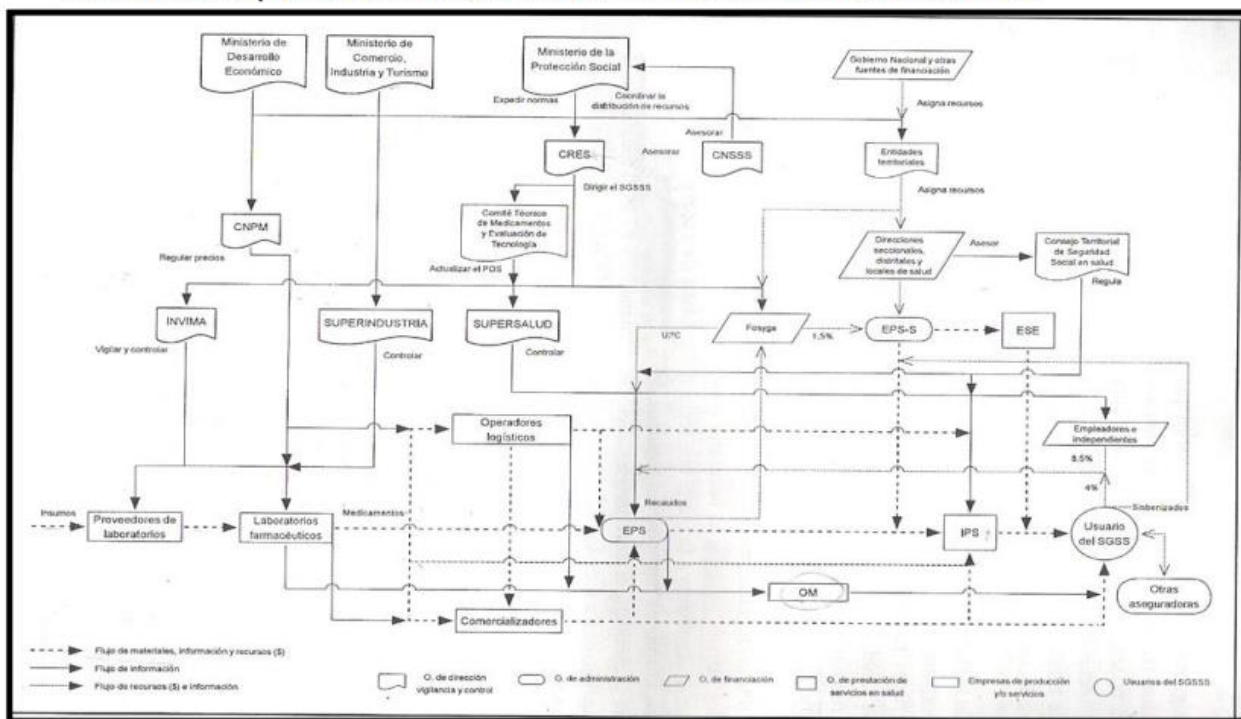 Ministerio de
Desarrollo
Económico
Ministerio de
Comercio,
Industria y Turismo
Ministerio de la
Protección Social
Gobierno Nacional y otras
fuentes de financiación
Expedir normas
Coordinar la
distribución de recursos
Asigna recursos
Asesorar
CRES
Asesorar
CNSSS
Entidades
territoriales
Dirigir el SGSSS
Asigna recursos
CNPM
Comité Técnico
de Medicamentos
y Evaluación de
Tecnología
Direcciones
seccionales,
distritales y
locales de salud
Asesor
Consejo Territorial
de Seguridad
Social en salud
Regular precios
Actualizar el POS
Regula
INVIMA
SUPERINDUSTRIA
SUPERSALUD
Fosyga
EPS-S
ESE
1,5%
Vigilar y controlar
Controlar
Controlar
Operadores
logísticos
Empleadores e
independientes
8,5%
4%
Insumos
Proveedores de
laboratorios
Laboratorios
farmacéuticos
Medicamentos
Recaudos
EPS
IPS
Usuario
del SGSS
Otras
aseguradoras
OM
Comercializadores
Flujo de materiales, información y recursos ($)
Flujo de información
Flujo de recursos ($) e información
O. de dirección
vigilancia y control
O. de administración
O. de financiación
O. de prestación de
servicios en salud
Empresas de producción
y/o servicios
Usuarios del SGSSS